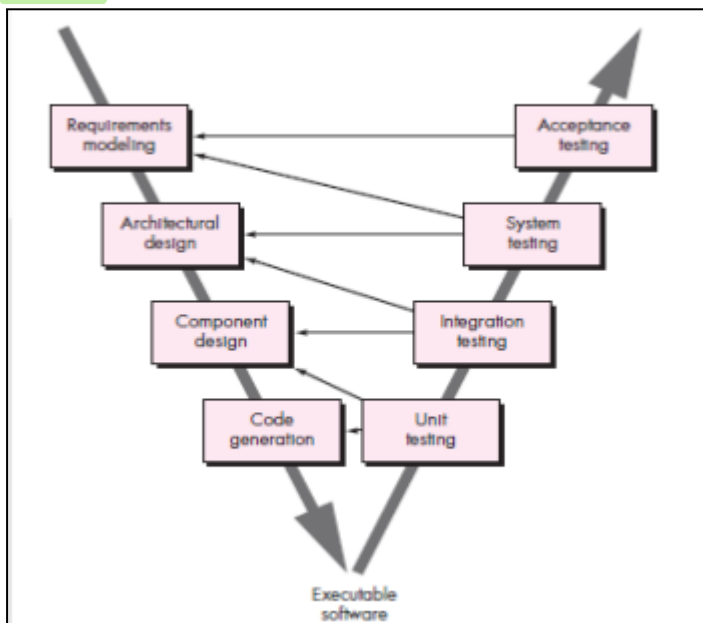 Requirements
modeling
Acceptance
testing
Architectural
design
System
testing
Component
design
Integration
testing
Code
generation
Unit
testing
Executable
software